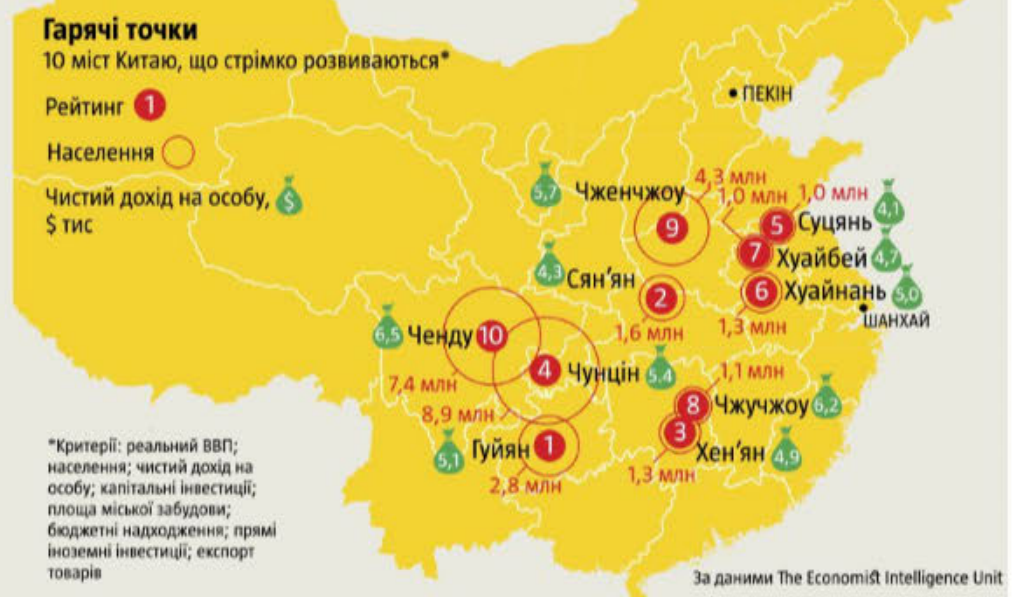 Гарячі точки
10 міст Китаю, що стрімко розвиваються*
Рейтинг 1
Населення
Чистий дохід на особу, $
$ тис
ПЕКІН
5,7 Чженчжоу 4,3 млн
9
1,0 млн
1,0 млн
5 Суцянь 4,1
7 Хуайбей 4,7
4,3 Сян'ян
2
1,6 млн
6 Хуайнань 5,0
1,3 млн
ШАНХАЙ
6,5 Ченду 10
7,4 млн
4 Чунцін 5,4
8,9 млн
1,1 млн
8 Чжучжоу 6,2
3 Хен'ян 4,9
1,3 млн
5,1 Гуйян 1
2,8 млн
*Критерії: реальний ВВП;
населення; чистий дохід на
особу; капітальні інвестиції;
площа міської забудови;
бюджетні надходження; прямі
іноземні інвестиції; експорт
товарів
За даними The Economist Intelligence Unit